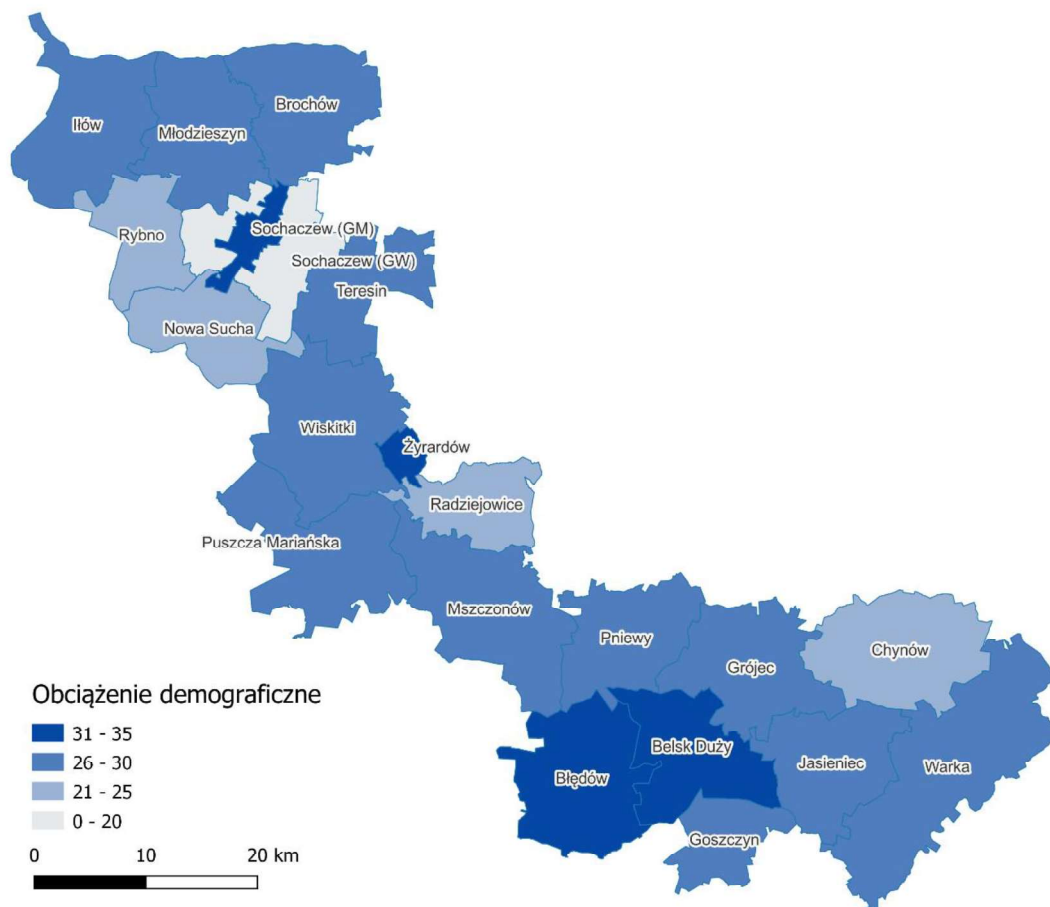 Iłów
Młodzieszyn
Brochów
Rybno
Sochaczew (GM)
Sochaczew (GW)
Teresin
Nowa Sucha
Wiskitki
Żyrardów
Radziejowice
Puszcza Mariańska
Mszczonów
Pniewy
Grójec
Chynów
Błędów
Belsk Duży
Jasieniec
Warka
Goszczyn
Obciążenie demograficzne
31 - 35
26 - 30
21 - 25
0 - 20
0 10 20 km